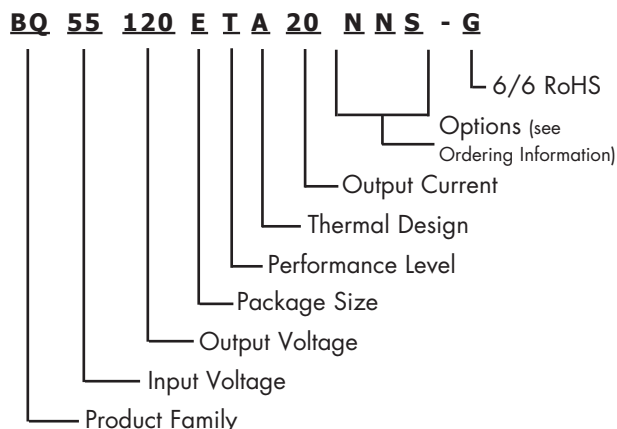 BQ 55 120 E T A 20 N N S - G
6/6 RoHS
Options (see
Ordering Information)
Output Current
Thermal Design
Performance Level
Package Size
Output Voltage
Input Voltage
Product Family